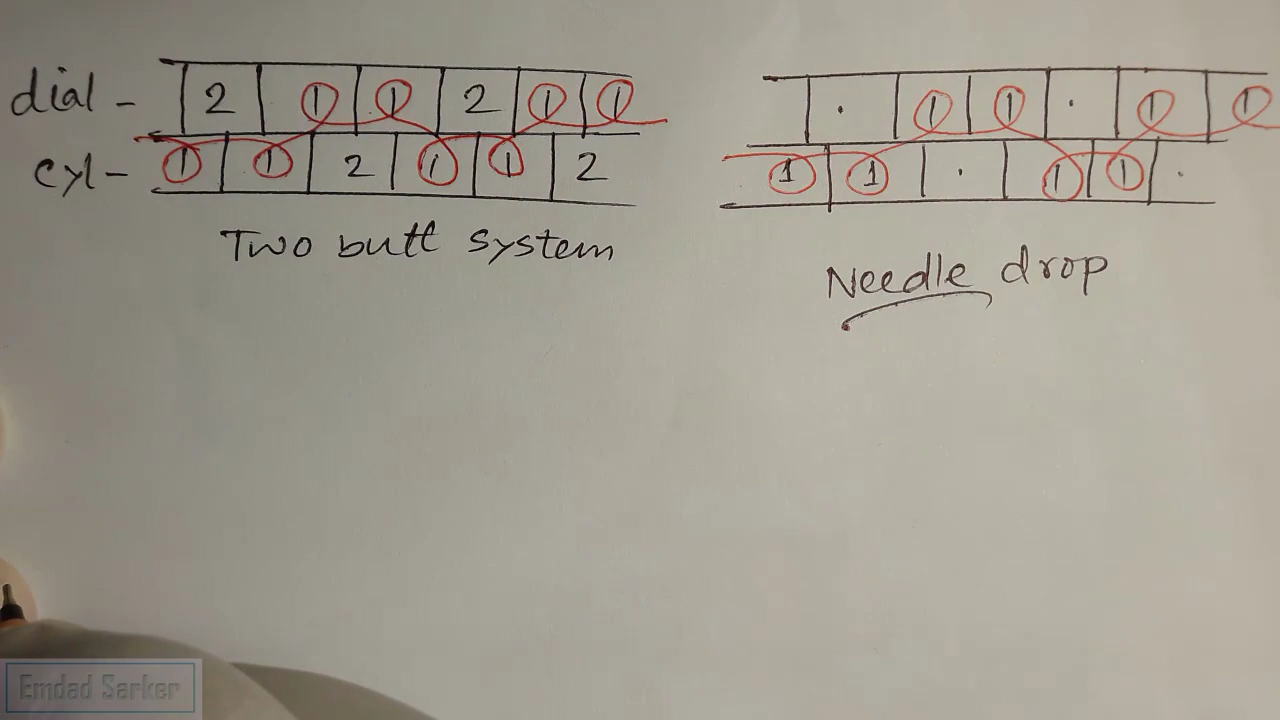 dial - 2 1 1 2 1 1
cyl - 1 1 2 1 1 2
Two butt system
. 1 1 . 1 1
1 1 . 1 1 .
Needle drop
Emdad Sarker